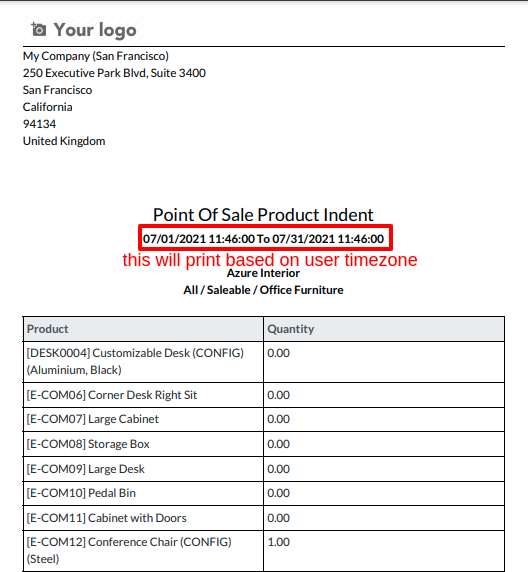 Your logo
My Company (San Francisco)
250 Executive Park Blvd, Suite 3400
San Francisco
California
94134
United Kingdom
Point Of Sale Product Indent
07/01/2021 11:46:00 To 07/31/2021 11:46:00
this will print based on user timezone
Azure Interior
All / Saleable / Office Furniture
Product Quantity
[DESK0004] Customizable Desk (CONFIG) 0.00
(Aluminium, Black)
[E-COM06] Corner Desk Right Sit 0.00
[E-COM07] Large Cabinet 0.00
[E-COM08] Storage Box 0.00
[E-COM09] Large Desk 0.00
[E-COM10] Pedal Bin 0.00
[E-COM11] Cabinet with Doors 0.00
[E-COM12] Conference Chair (CONFIG) 1.00
(Steel)